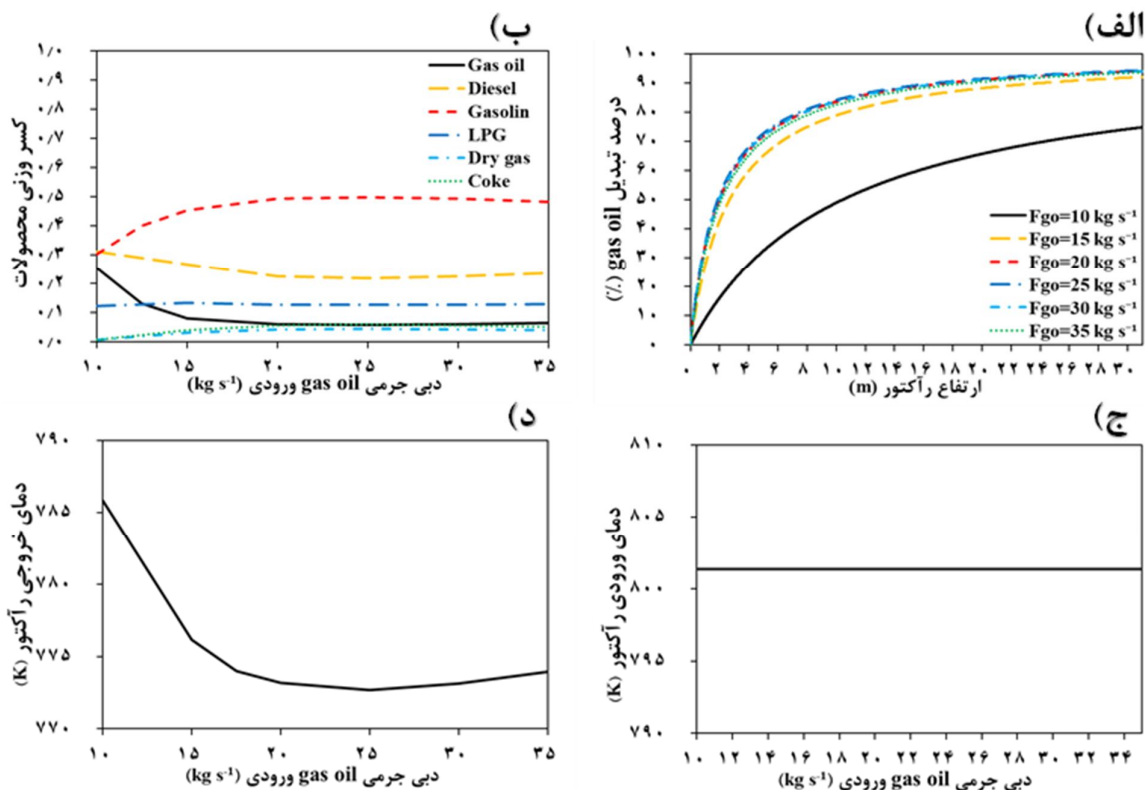 الف)
درصد تبدیل gas oil (٪)
۱۰۰
۹۰
۸۰
۷۰
۶۰
۵۰
۴۰
۳۰
۲۰
۱۰
۰
Fgo=10 kg s⁻¹
Fgo=15 kg s⁻¹
Fgo=20 kg s⁻¹
Fgo=25 kg s⁻¹
Fgo=30 kg s⁻¹
Fgo=35 kg s⁻¹
۰ ۲ ۴ ۶ ۸ ۱۰ ۱۲ ۱۴ ۱۶ ۱۸ ۲۰ ۲۲ ۲۴ ۲۶ ۲۸ ۳۰
ارتفاع رآکتور (m)
ب)
کسر وزنی محصولات
۱٫۰
۰٫۹
۰٫۸
۰٫۷
۰٫۶
۰٫۵
۰٫۴
۰٫۳
۰٫۲
۰٫۱
۰٫۰
Gas oil
Diesel
Gasolin
LPG
Dry gas
Coke
۱۰ ۱۵ ۲۰ ۲۵ ۳۰ ۳۵
دبی جرمی gas oil ورودی (kg s⁻¹)
ج)
دمای ورودی رآکتور (K)
۸۱۰
۸۰۵
۸۰۰
۷۹۵
۷۹۰
۱۰ ۱۲ ۱۴ ۱۶ ۱۸ ۲۰ ۲۲ ۲۴ ۲۶ ۲۸ ۳۰ ۳۲ ۳۴
دبی جرمی gas oil ورودی (kg s⁻¹)
د)
دمای خروجی رآکتور (K)
۷۹۰
۷۸۵
۷۸۰
۷۷۵
۷۷۰
۱۰ ۱۵ ۲۰ ۲۵ ۳۰ ۳۵
دبی جرمی gas oil ورودی (kg s⁻¹)